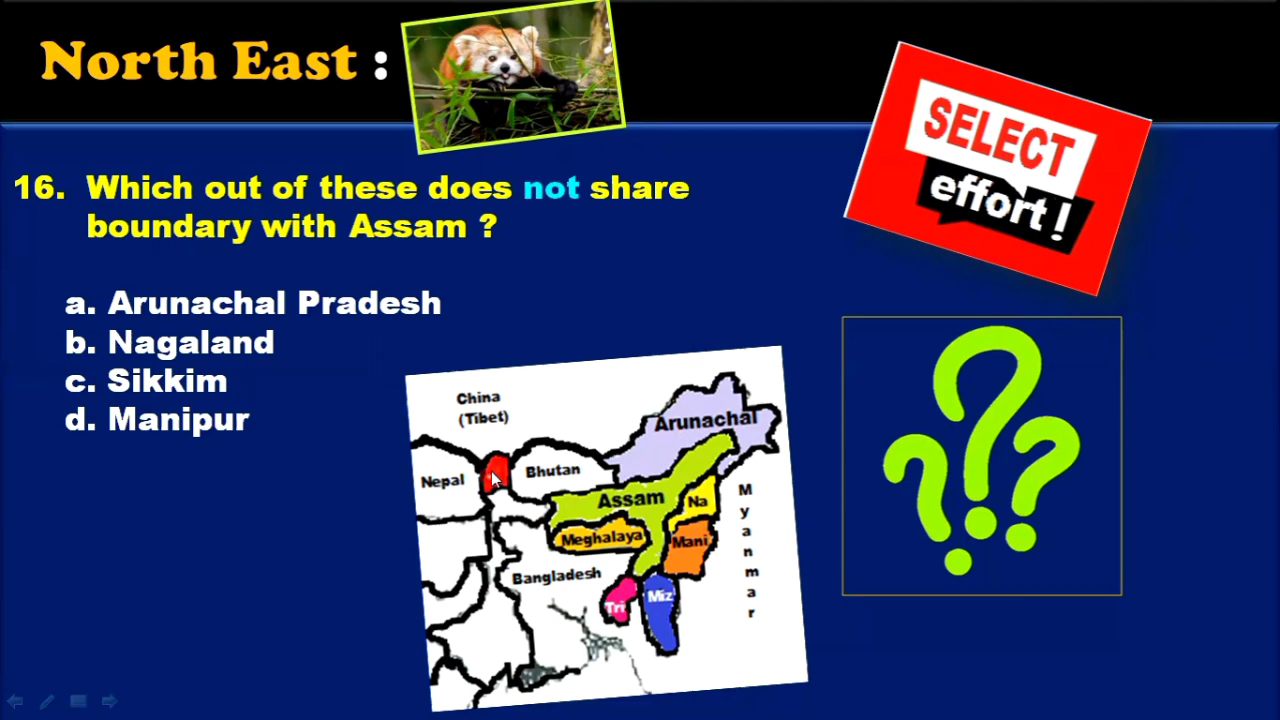 North East :
SELECT
effort!
16. Which out of these does not share
boundary with Assam ?
a. Arunachal Pradesh
b. Nagaland
c. Sikkim
d. Manipur
China
(Tibet)
Arunachal
Nepal
Bhutan
Assam
Na
Meghalaya
Mani
Bangladesh
Tri
Miz
Myanmar